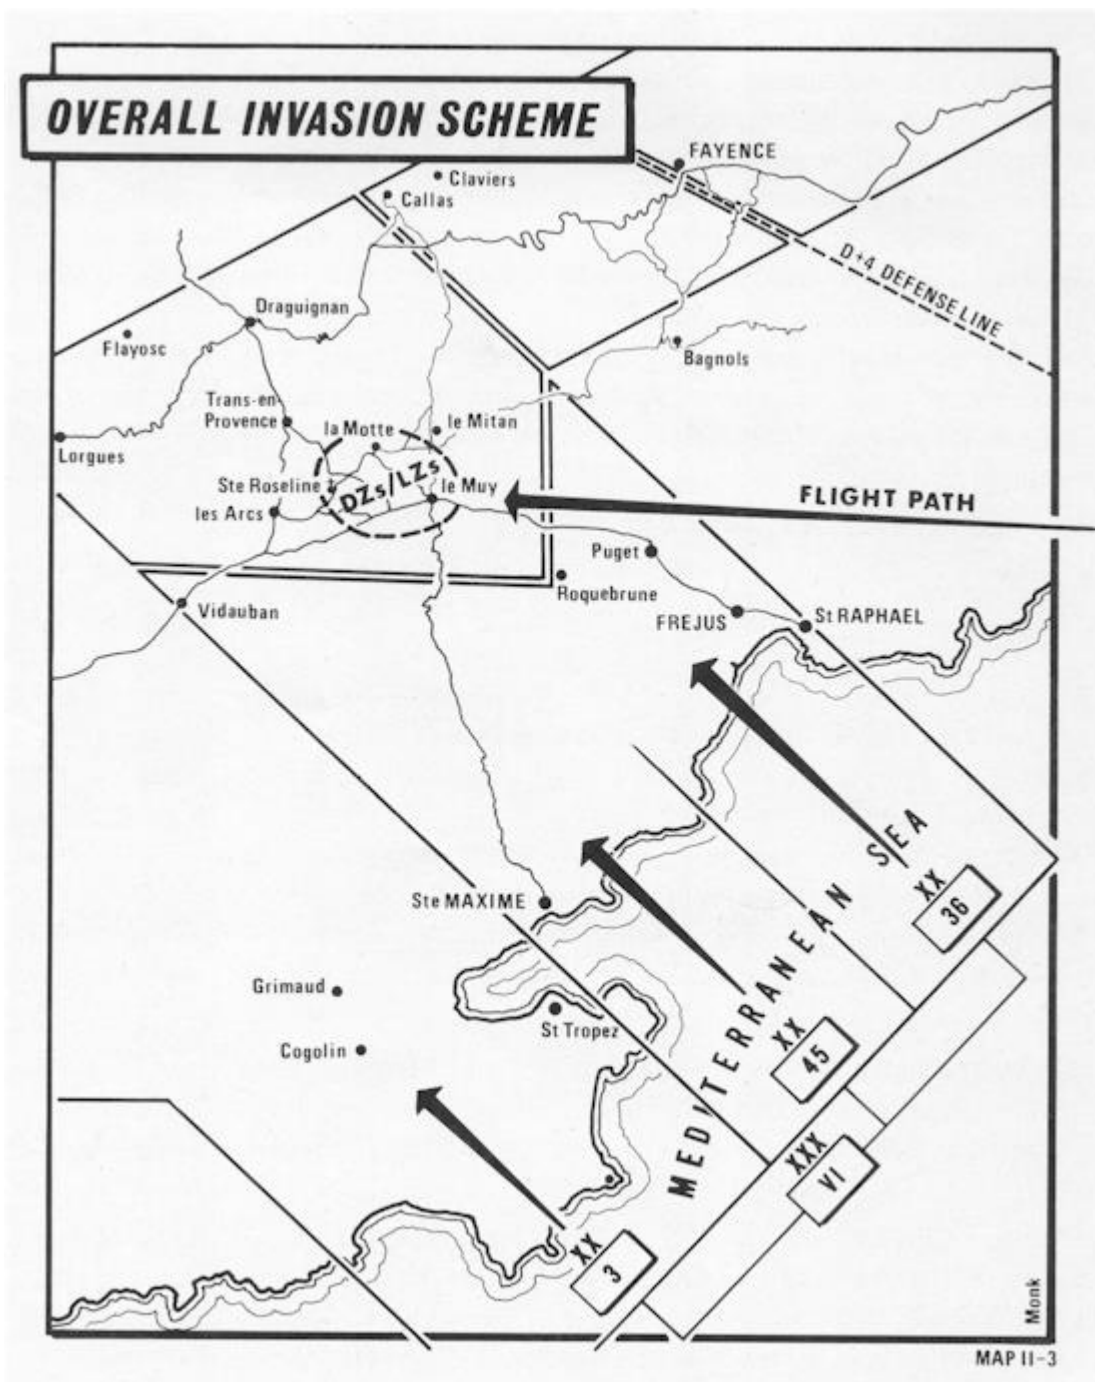 OVERALL INVASION SCHEME
FAYENCE
Claviers
Callas
D+4 DEFENSE LINE
Draguignan
Flayosc
Bagnols
Trans-en-
Provence
la Motte
le Mitan
Lorgues
Ste Roseline
DZs/LZs
le Muy
les Arcs
FLIGHT PATH
Puget
Roquebrune
Vidauban
FREJUS
St RAPHAEL
MEDITERRANEAN SEA
XX
36
Ste MAXIME
Grimaud
St Tropez
Cogolin
XX
45
XXX
VI
XX
3
Monk
MAP II-3